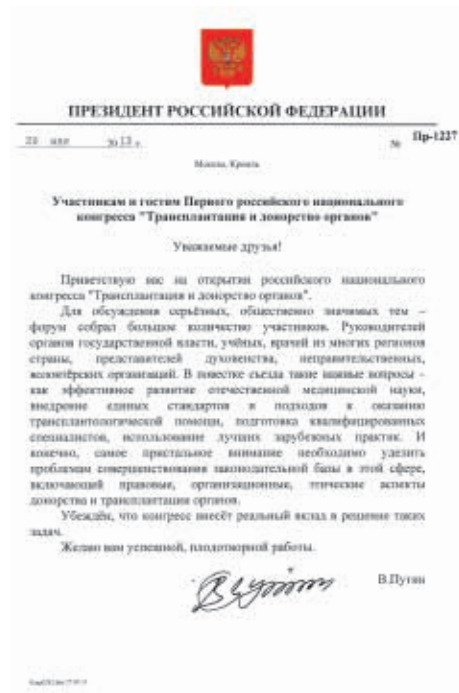 ПРЕЗИДЕНТ РОССИЙСКОЙ ФЕДЕРАЦИИ
мая 2013 г.
№ Пр-1227
Москва, Кремль
Участникам и гостям Первого российского национального
конгресса "Трансплантация и донорство органов"
Уважаемые друзья!
Приветствую вас на открытии российского национального
конгресса "Трансплантация и донорство органов".
Для обсуждения серьёзных, общественно значимых тем –
форум собрал большое количество участников. Руководителей
органов государственной власти, учёных, врачей из многих регионов
страны, представителей духовенства, неправительственных,
волонтёрских организаций. В повестке съезда такие важные вопросы –
как эффективное развитие отечественной медицинской науки,
внедрение единых стандартов и подходов к оказанию
трансплантологической помощи, подготовка квалифицированных
специалистов, использование лучших зарубежных практик. И
конечно, самое пристальное внимание необходимо уделить
проблемам совершенствования законодательной базы в этой сфере,
включающей правовые, организационные, этические аспекты
донорства и трансплантации органов.
Убеждён, что конгресс внесёт реальный вклад в решение таких
задач.
Желаю вам успешной, плодотворной работы.
В.Путин